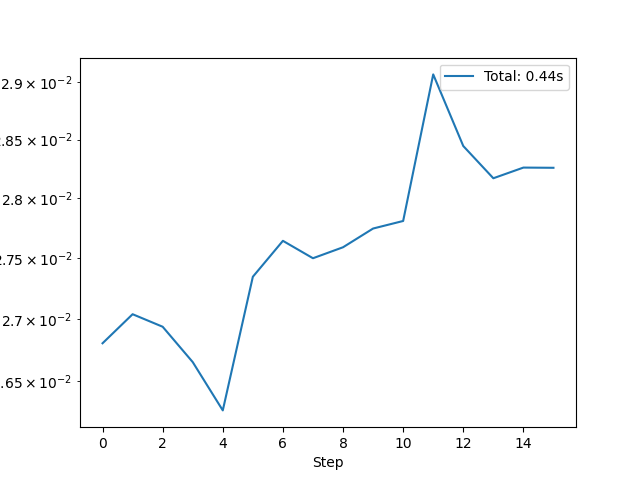 Total: 0.44s
2.9 × 10⁻²
.85 × 10⁻²
2.8 × 10⁻²
2.75 × 10⁻²
2.7 × 10⁻²
.65 × 10⁻²
0 2 4 6 8 10 12 14
Step